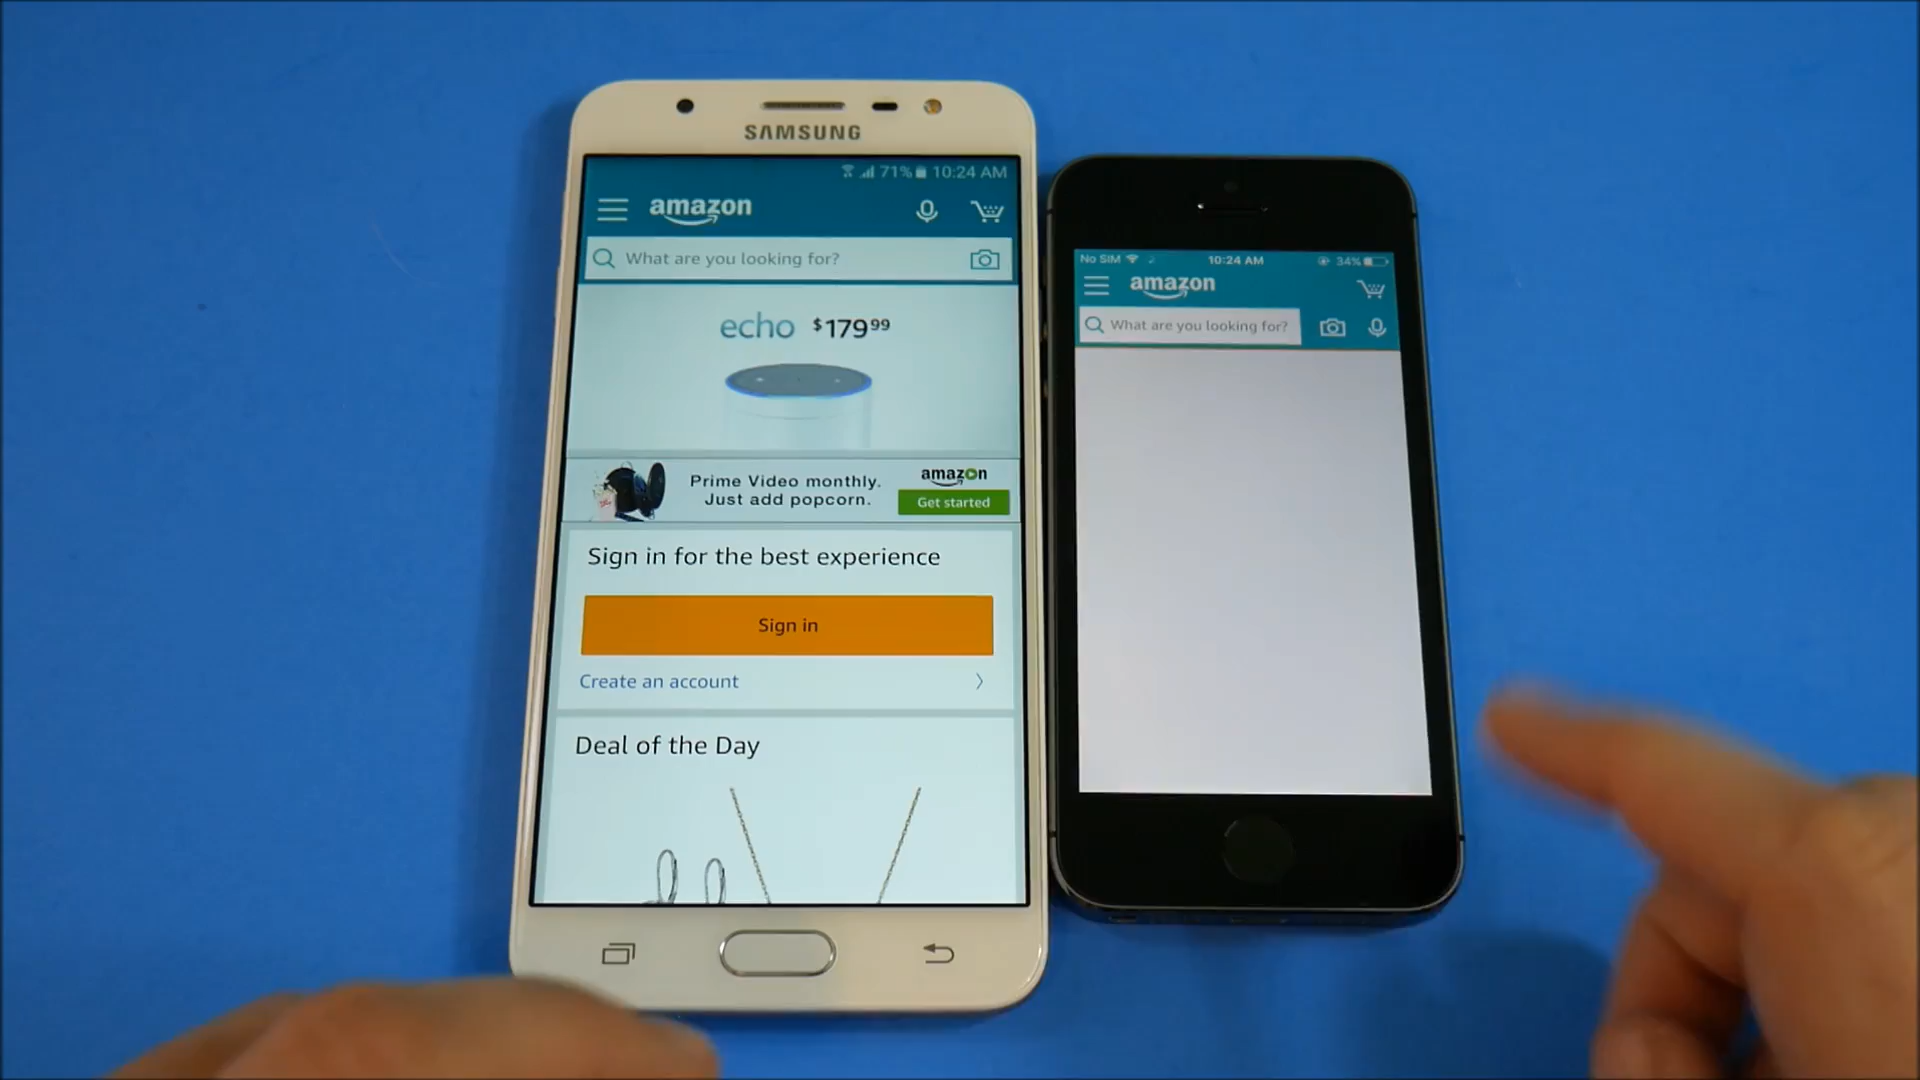 SAMSUNG
71% 10:24 AM
amazon
What are you looking for?
echo $17999
Prime Video monthly.
Just add popcorn.
amazon
Get started
Sign in for the best experience
Sign in
Create an account
Deal of the Day
No SIM 10:24 AM 34%
amazon
What are you looking for?